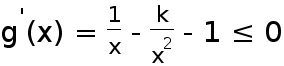 g'(x) = 1/x - k/x² - 1 ≤ 0